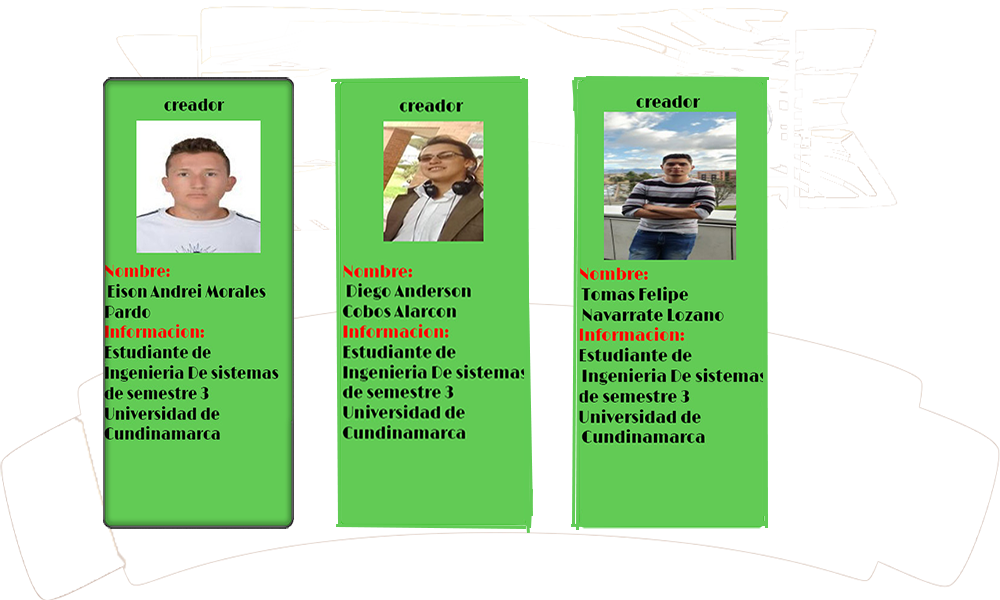 creador
Nombre:
Eison Andrei Morales
Pardo
Informacion:
Estudiante de
Ingenieria De sistemas
de semestre 3
Universidad de
Cundinamarca
creador
Nombre:
Diego Anderson
Cobos Alarcon
Informacion:
Estudiante de
Ingenieria De sistemas
de semestre 3
Universidad de
Cundinamarca
creador
Nombre:
Tomas Felipe
Navarrate Lozano
Informacion:
Estudiante de
Ingenieria De sistemas
de semestre 3
Universidad de
Cundinamarca